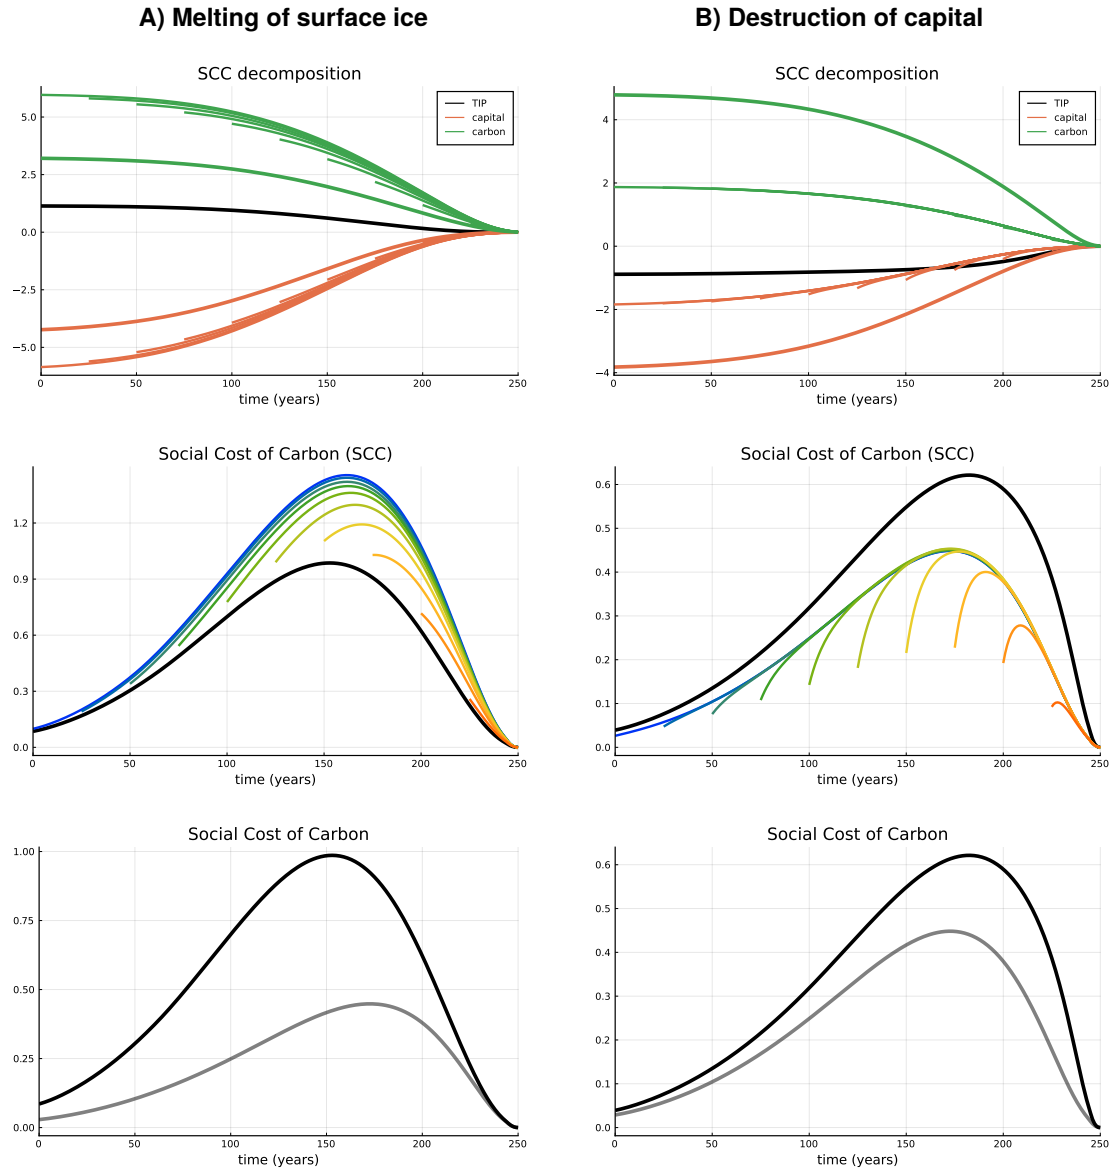 A) Melting of surface ice
B) Destruction of capital
SCC decomposition
TIP
capital
carbon
5.0
2.5
0.0
−2.5
−5.0
0 50 100 150 200 250
time (years)
SCC decomposition
TIP
capital
carbon
4
2
0
−2
−4
0 50 100 150 200 250
time (years)
Social Cost of Carbon (SCC)
1.2
0.9
0.6
0.3
0.0
0 50 100 150 200 250
time (years)
Social Cost of Carbon (SCC)
0.6
0.5
0.4
0.3
0.2
0.1
0.0
0 50 100 150 200 250
time (years)
Social Cost of Carbon
1.00
0.75
0.50
0.25
0.00
0 50 100 150 200 250
time (years)
Social Cost of Carbon
0.6
0.5
0.4
0.3
0.2
0.1
0.0
0 50 100 150 200 250
time (years)